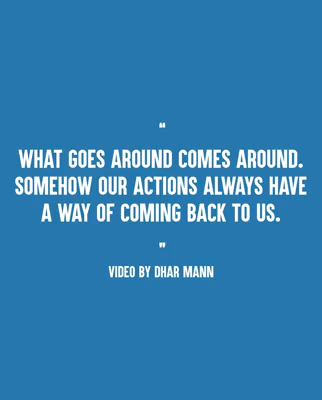 "
WHAT GOES AROUND COMES AROUND.
SOMEHOW OUR ACTIONS ALWAYS HAVE
A WAY OF COMING BACK TO US.
"
VIDEO BY DHAR MANN